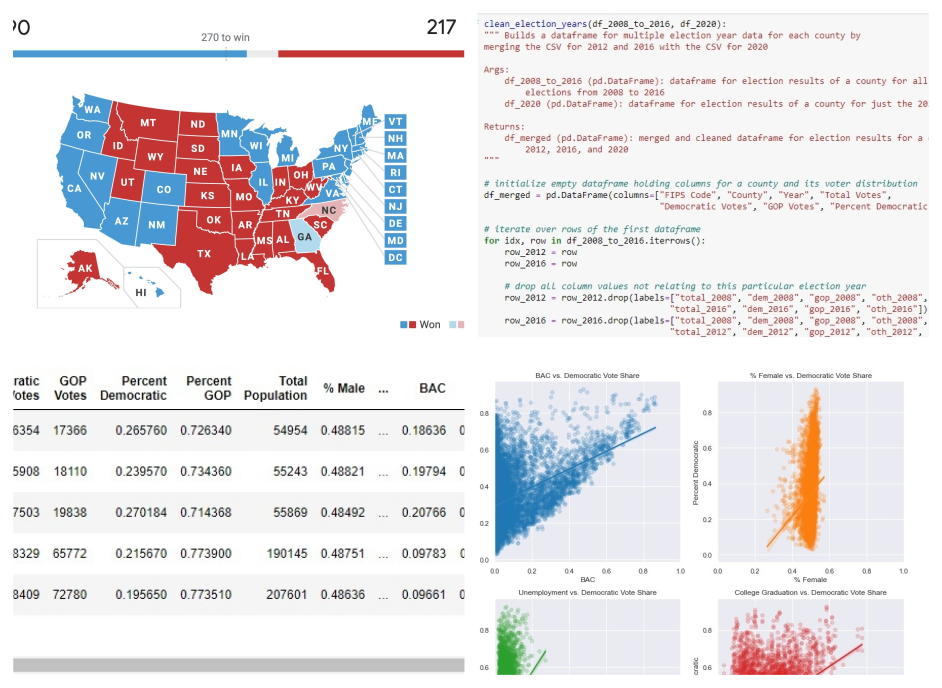 90
217
270 to win
WA
OR
CA
NV
ID
MT
WY
UT
AZ
CO
NM
ND
SD
NE
KS
OK
TX
MN
IA
MO
AR
LA
WI
IL
MI
IN
OH
KY
TN
MS
AL
GA
FL
SC
NC
WV
VA
PA
NY
ME
VT
NH
MA
RI
CT
NJ
DE
MD
DC
AK
HI
Won
clean_election_years(df_2008_to_2016, df_2020):
""" Builds a dataframe for multiple election year data for each county by
merging the CSV for 2012 and 2016 with the CSV for 2020
Args:
df_2008_to_2016 (pd.DataFrame): dataframe for election results of a county for all
elections from 2008 to 2016
df_2020 (pd.DataFrame): dataframe for election results of a county for just the 20
Returns:
df_merged (pd.DataFrame): merged and cleaned dataframe for election results for a
2012, 2016, and 2020
"""
# initialize empty dataframe holding columns for a county and its voter distribution
df_merged = pd.DataFrame(columns=["FIPS Code", "County", "Year", "Total Votes",
"Democratic Votes", "GOP Votes", "Percent Democratic
# iterate over rows of the first dataframe
for idx, row in df_2008_to_2016.iterrows():
row_2012 = row
row_2016 = row
# drop all column values not relating to this particular election year
row_2012 = row_2012.drop(labels=["total_2008", "dem_2008", "gop_2008", "oth_2008",
"total_2016", "dem_2016", "gop_2016", "oth_2016"])
row_2016 = row_2016.drop(labels=["total_2008", "dem_2008", "gop_2008", "oth_2008",
"total_2012", "dem_2012", "gop_2012", "oth_2012",
ratic GOP Percent Percent Total % Male ... BAC
Votes Votes Democratic GOP Population
6354 17366 0.265760 0.726340 54954 0.48815 ... 0.18636 0
5908 18110 0.239570 0.734360 55243 0.48821 ... 0.19794 0
7503 19838 0.270184 0.714368 55869 0.48492 ... 0.20766 0
8329 65772 0.215670 0.773900 190145 0.48751 ... 0.09783 0
8409 72780 0.195650 0.773510 207601 0.48636 ... 0.09661 0
BAC vs. Democratic Vote Share
0.8
0.6
0.4
0.2
0.0
0.0 0.2 0.4 0.6 0.8 1.0
BAC
% Female vs. Democratic Vote Share
Percent Democratic
0.8
0.6
0.4
0.2
0.0
0.0 0.2 0.4 0.6 0.8 1.0
% Female
Unemployment vs. Democratic Vote Share
0.8
0.6
College Graduation vs. Democratic Vote Share
cratic
0.8
0.6